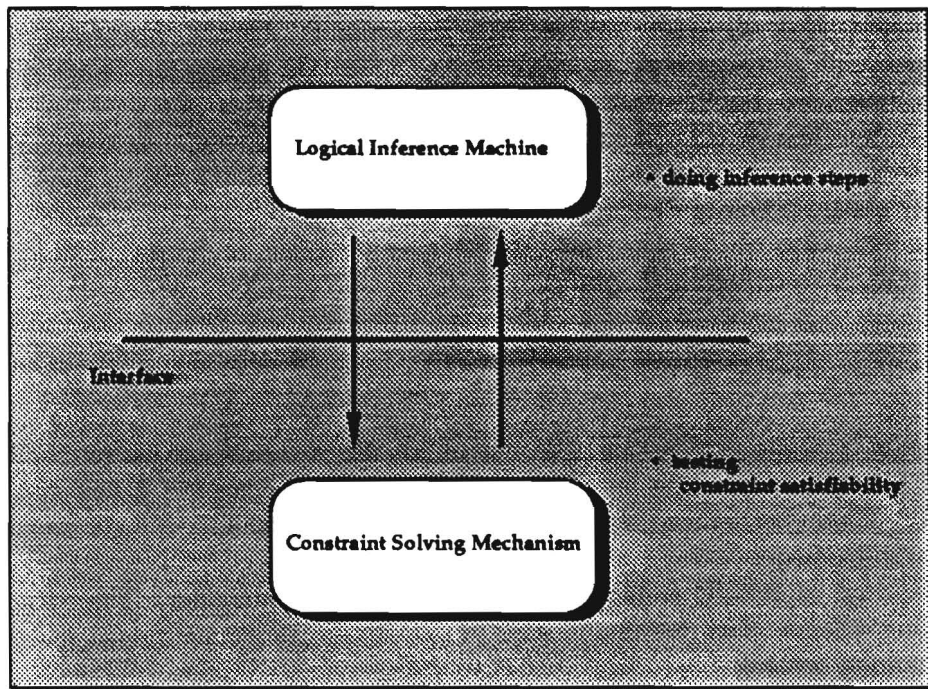 Logical Inference Machine
• doing inference steps
Interface
• testing
constraint satisfiability
Constraint Solving Mechanism